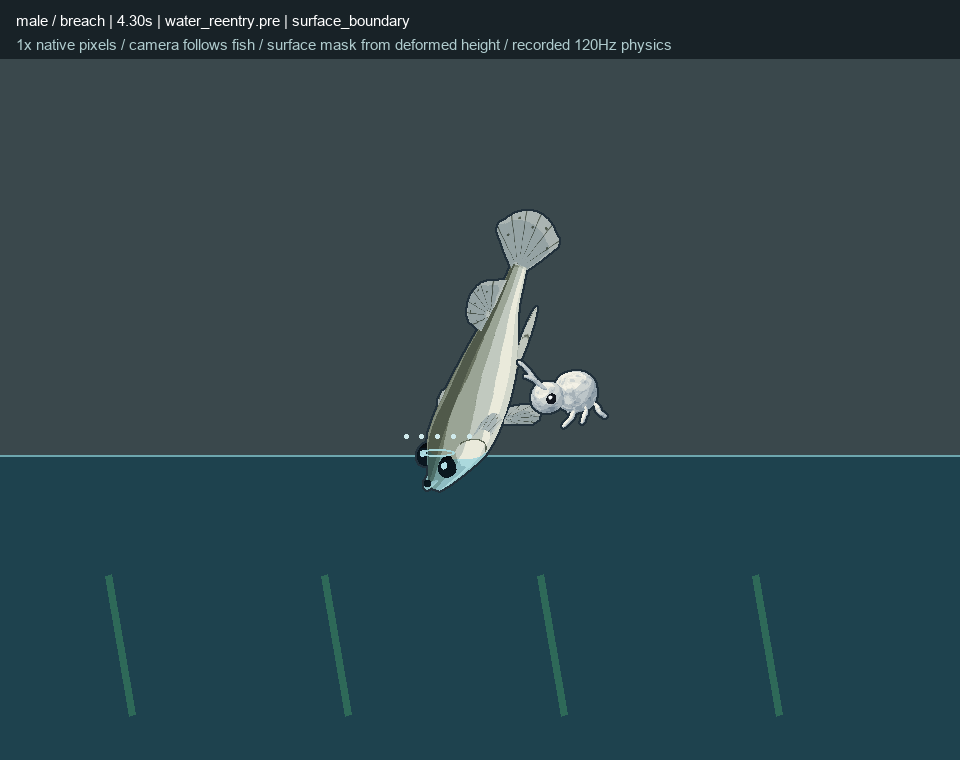 male / breach | 4.30s | water_reentry.pre | surface_boundary
1x native pixels / camera follows fish / surface mask from deformed height / recorded 120Hz physics